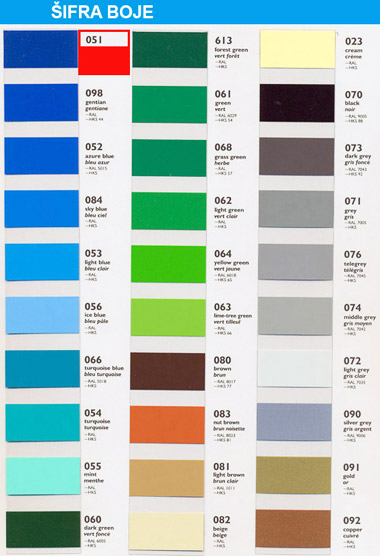 ŠIFRA BOJE
051
098
gentian
gentiane
—RAL
—HKS 44
052
azure blue
bleu azur
—RAL 5015
—HKS
084
sky blue
bleu ciel
—RAL
—HKS
053
light blue
bleu clair
—RAL
—HKS
056
ice blue
bleu pâle
—RAL
—HKS
066
turquoise blue
bleu turquoise
—RAL 5018
—HKS
054
turquoise
turquoise
—RAL
—HKS
055
mint
menthe
—RAL
—HKS
060
dark green
vert foncé
—RAL 6005
—HKS
613
forest green
vert forêt
—RAL
—HKS
061
green
vert
—RAL 6029
—HKS 54
068
grass green
herbe
—RAL
—HKS 57
062
light green
vert clair
—RAL
—HKS
064
yellow green
vert jaune
—RAL 6018
—HKS 65
063
lime-tree green
vert tilleul
—RAL
—HKS 66
080
brown
brun
—RAL 8017
—HKS 77
083
nut brown
brun noisette
—RAL 8023
—HKS 81
081
light brown
brun clair
—RAL 1011
—HKS
082
beige
beige
—RAL
—HKS
023
cream
crème
—RAL
—HKS
070
black
noir
—RAL 9005
—HKS 88
073
dark grey
gris foncé
—RAL
—HKS 92
071
grey
gris
—RAL
—HKS
076
telegrey
télégris
—RAL
—HKS
074
middle grey
gris moyen
—RAL
—HKS
072
light grey
gris clair
—RAL 7035
—HKS
090
silver grey
gris argent
—RAL 9006
—HKS
091
gold
or
—RAL
—HKS
092
copper
cuivre
—RAL
—HKS